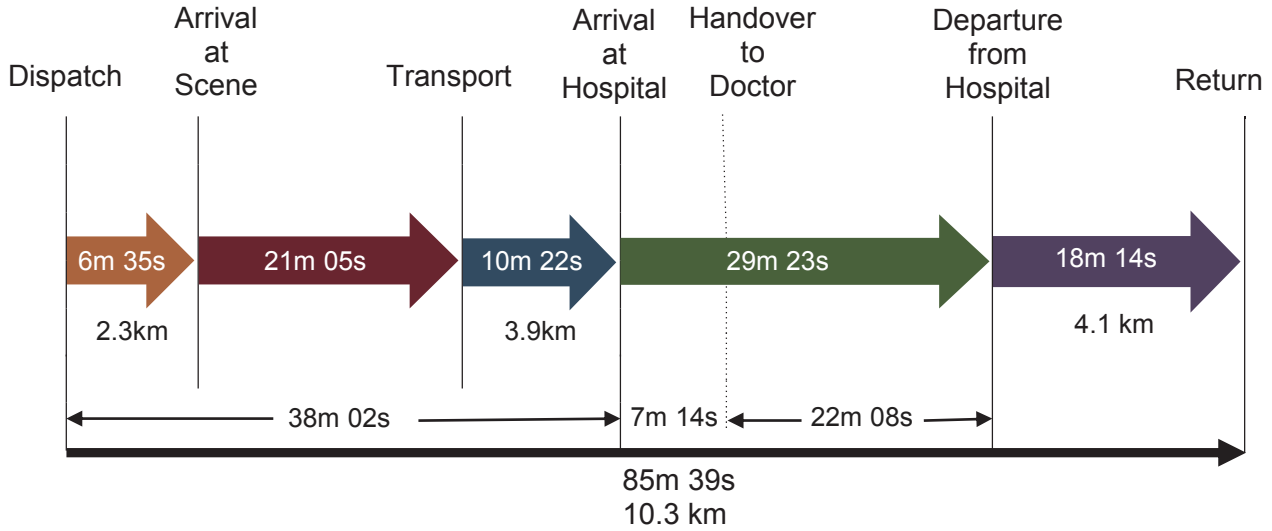 Dispatch
Arrival
at
Scene
Transport
Arrival
at
Hospital
Handover
to
Doctor
Departure
from
Hospital
Return
6m 35s
21m 05s
10m 22s
29m 23s
18m 14s
2.3km
3.9km
4.1 km
38m 02s
7m 14s
22m 08s
85m 39s
10.3 km